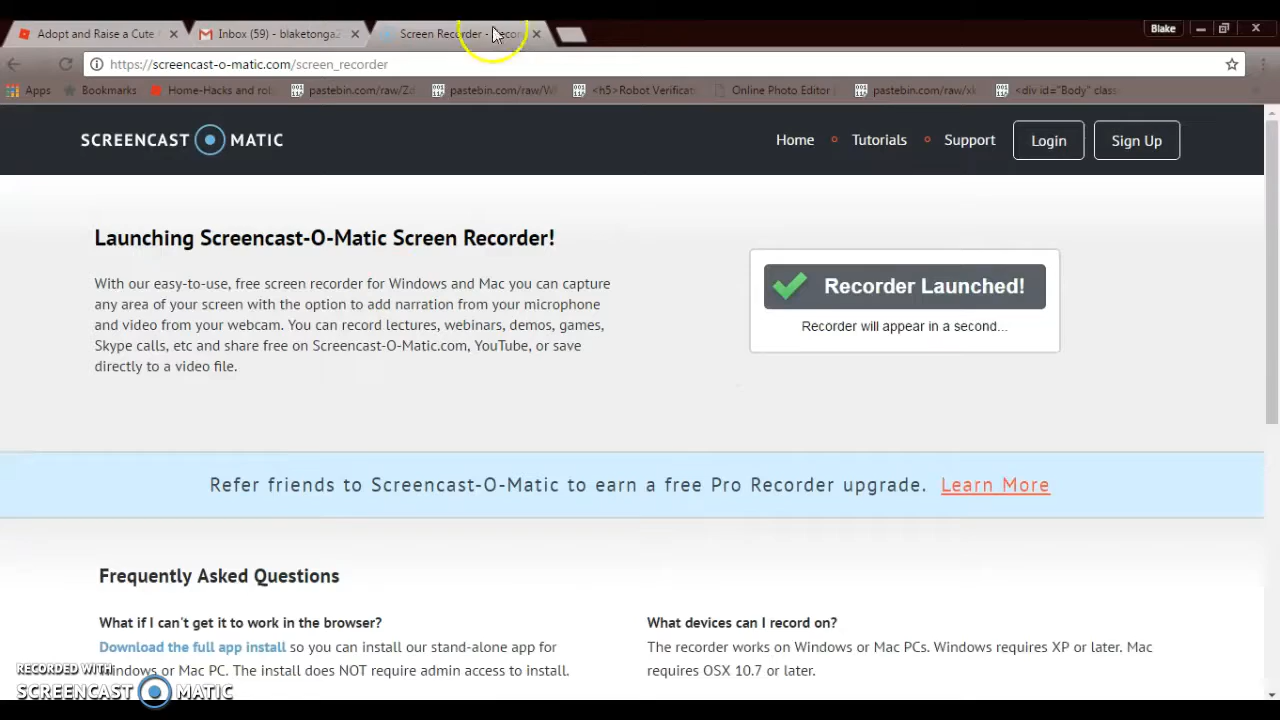 Adopt and Raise a Cute
Inbox (59) - blaketonga2
Screen Recorder - Recor
Blake
https://screencast-o-matic.com/screen_recorder
Apps
Bookmarks
Home-Hacks and rob
pastebin.com/raw/Z
pastebin.com/raw/W
<h5>Robot Verificat
Online Photo Editor
pastebin.com/raw/xk
<div id="Body" class
SCREENCAST MATIC
Home
Tutorials
Support
Login
Sign Up
Launching Screencast-O-Matic Screen Recorder!
With our easy-to-use, free screen recorder for Windows and Mac you can capture
any area of your screen with the option to add narration from your microphone
and video from your webcam. You can record lectures, webinars, demos, games,
Skype calls, etc and share free on Screencast-O-Matic.com, YouTube, or save
directly to a video file.
Recorder Launched!
Recorder will appear in a second...
Refer friends to Screencast-O-Matic to earn a free Pro Recorder upgrade. Learn More
Frequently Asked Questions
What if I can't get it to work in the browser?
Download the full app install so you can install our stand-alone app for
Windows or Mac PC. The install does NOT require admin access to install.
What devices can I record on?
The recorder works on Windows or Mac PCs. Windows requires XP or later. Mac
requires OSX 10.7 or later.
RECORDED WITH
SCREENCAST MATIC